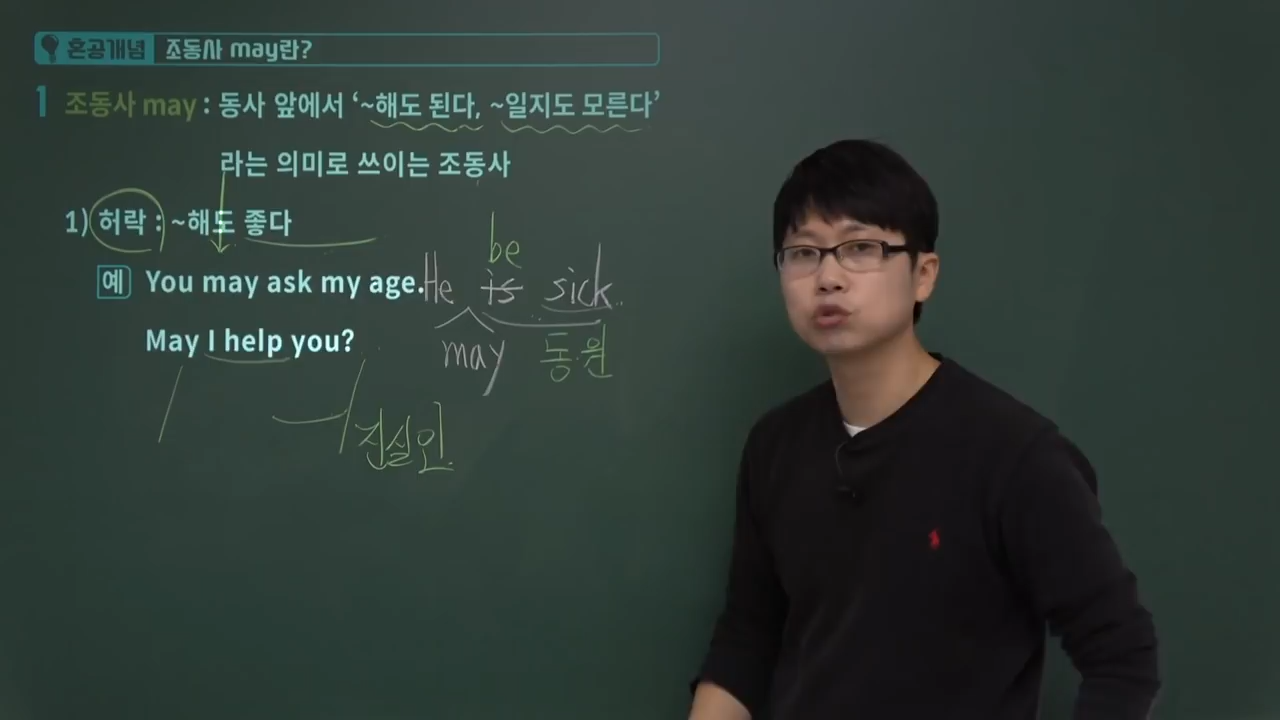 혼공개념 조동사 may란?
1 조동사 may : 동사 앞에서 ‘~해도 된다, ~일지도 모른다’
라는 의미로 쓰이는 조동사
1) 허락 : ~해도 좋다
예 You may ask my age.
May I help you?
be
He is sick.
may 동·원
진실인